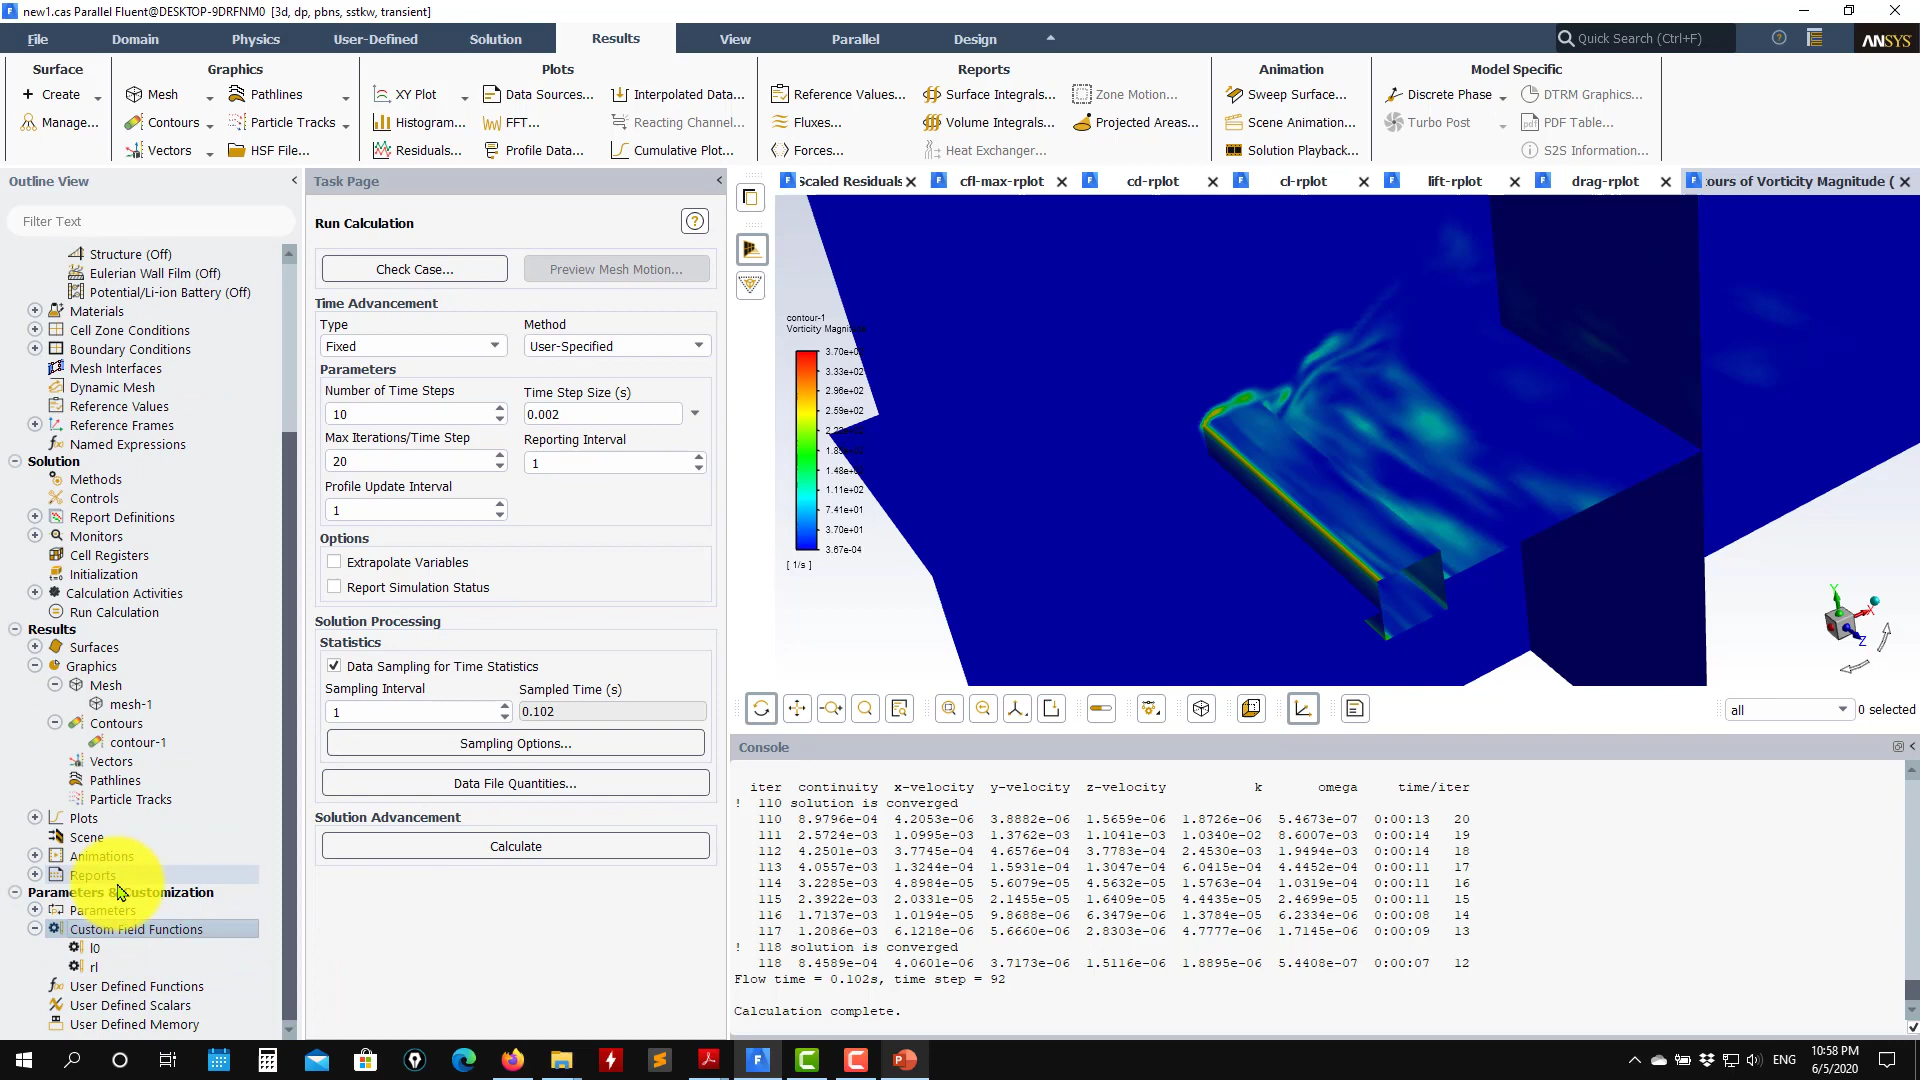 new1.cas Parallel Fluent@DESKTOP-9DRFNM0 [3d, dp, pbns, sstkw, transient]
File Domain Physics User-Defined Solution Results View Parallel Design
Quick Search (Ctrl+F)
ANSYS
Surface Graphics Plots Reports Animation Model Specific
Create Mesh Pathlines XY Plot Data Sources... Interpolated Data... Reference Values... Surface Integrals... Zone Motion... Sweep Surface... Discrete Phase DTRM Graphics...
Manage... Contours Particle Tracks Histogram... FFT... Reacting Channel... Fluxes... Volume Integrals... Projected Areas... Scene Animation... Turbo Post PDF Table...
Vectors HSF File... Residuals... Profile Data... Cumulative Plot... Forces... Heat Exchanger... Solution Playback... S2S Information...
Outline View
Filter Text
Structure (Off)
Eulerian Wall Film (Off)
Potential/Li-ion Battery (Off)
Materials
Cell Zone Conditions
Boundary Conditions
Mesh Interfaces
Dynamic Mesh
Reference Values
Reference Frames
Named Expressions
Solution
Methods
Controls
Report Definitions
Monitors
Cell Registers
Initialization
Calculation Activities
Run Calculation
Results
Surfaces
Graphics
Mesh
mesh-1
Contours
contour-1
Vectors
Pathlines
Particle Tracks
Plots
Scene
Animations
Reports
Parameters & Customization
Parameters
Custom Field Functions
l0
rl
User Defined Functions
User Defined Scalars
User Defined Memory
Task Page
Run Calculation
Check Case... Preview Mesh Motion...
Time Advancement
Type Method
Fixed User-Specified
Parameters
Number of Time Steps Time Step Size (s)
10 0.002
Max Iterations/Time Step Reporting Interval
20 1
Profile Update Interval
1
Options
Extrapolate Variables
Report Simulation Status
Solution Processing
Statistics
Data Sampling for Time Statistics
Sampling Interval Sampled Time (s)
1 0.102
Sampling Options...
Data File Quantities...
Solution Advancement
Calculate
Scaled Residuals cfl-max-rplot cd-rplot cl-rplot lift-rplot drag-rplot ours of Vorticity Magnitude (
contour-1
Vorticity Magnitu
3.70e+0
3.33e+0
2.96e+02
2.59e+02
1.48e+02
1.11e+02
7.41e+01
3.70e+01
3.67e-04
[ 1/s ]
Y
X
Z
all 0 selected
Console
iter continuity x-velocity y-velocity z-velocity k omega time/iter
! 110 solution is converged
110 8.9796e-04 4.2053e-06 3.8882e-06 1.5659e-06 1.8726e-06 5.4673e-07 0:00:13 20
111 2.5724e-03 1.0995e-03 1.3762e-03 1.1041e-03 1.0340e-02 8.6007e-03 0:00:14 19
112 4.2501e-03 3.7745e-04 4.6576e-04 3.7783e-04 2.4530e-03 1.9494e-03 0:00:14 18
113 4.0557e-03 1.3244e-04 1.5931e-04 1.3047e-04 6.0415e-04 4.4452e-04 0:00:11 17
114 3.2285e-03 4.8984e-05 5.6079e-05 4.5632e-05 1.5763e-04 1.0319e-04 0:00:11 16
115 2.3922e-03 2.0331e-05 2.1455e-05 1.6409e-05 4.4435e-05 2.4699e-05 0:00:11 15
116 1.7137e-03 1.0194e-05 9.8688e-06 6.3479e-06 1.3784e-05 6.2334e-06 0:00:08 14
117 1.2086e-03 6.1218e-06 5.6660e-06 2.8303e-06 4.7777e-06 1.7145e-06 0:00:09 13
! 118 solution is converged
118 8.4589e-04 4.0601e-06 3.7173e-06 1.5116e-06 1.8895e-06 5.4408e-07 0:00:07 12
Flow time = 0.102s, time step = 92
Calculation complete.
ENG
10:58 PM
6/5/2020